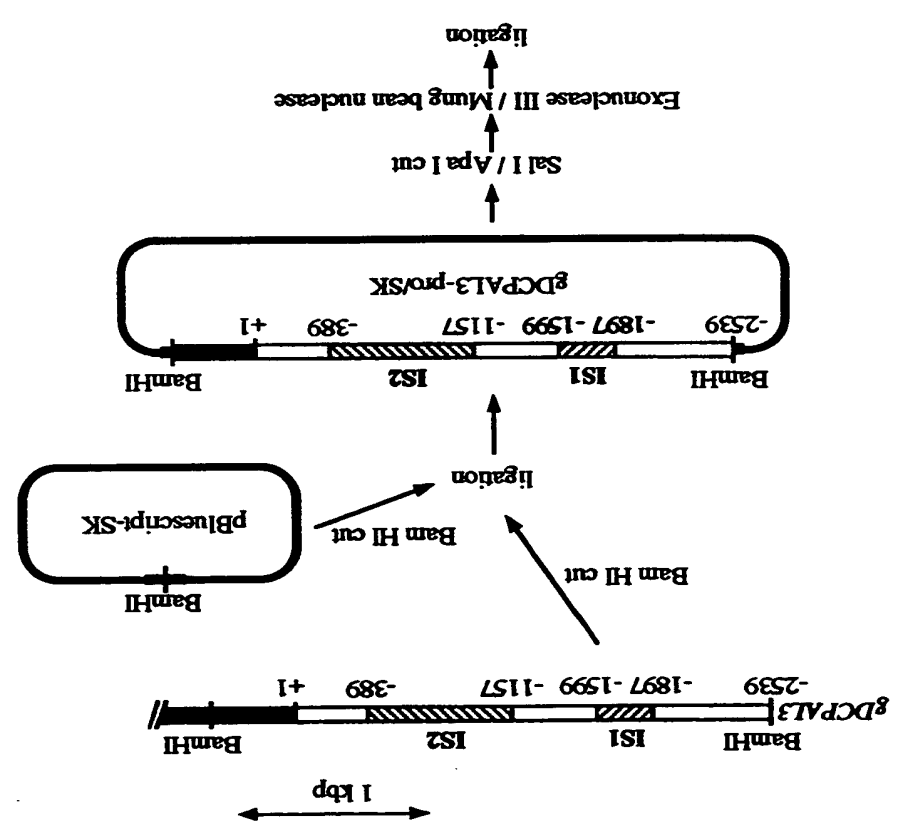 1 kbp
BamHI
IS1
IS2
BamHI
gDCPAL3
-2539
-1897
-1599
-1157
-389
+1
Bam HI cut
BamHI
pBluescript-SK
Bam HI cut
ligation
BamHI
IS1
IS2
BamHI
-2539
-1897
-1599
-1157
-389
+1
gDCPAL3-pro/SK
Sal I / Apa I cut
Exonuclease III / Mung bean nuclease
ligation